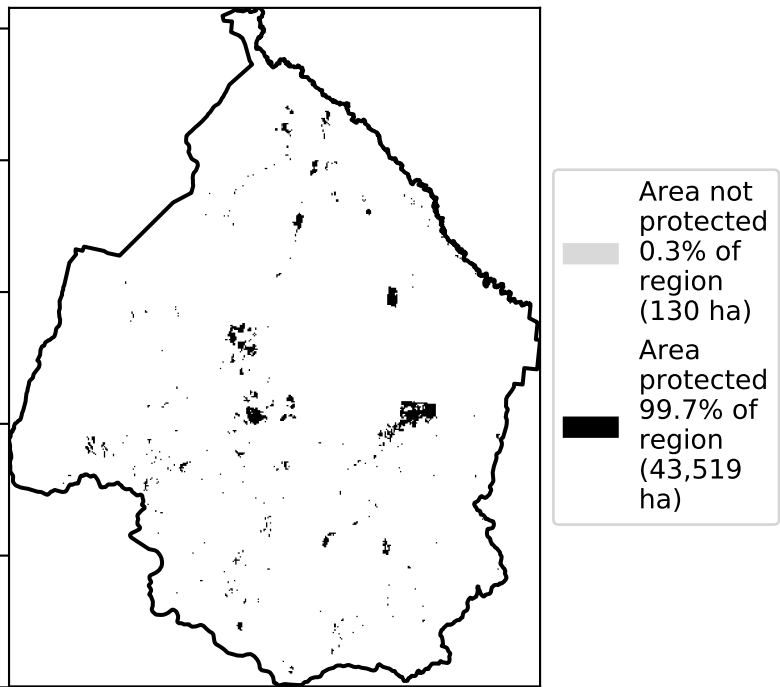 Area not
protected
0.3% of
region
(130 ha)
Area
protected
99.7% of
region
(43,519
ha)